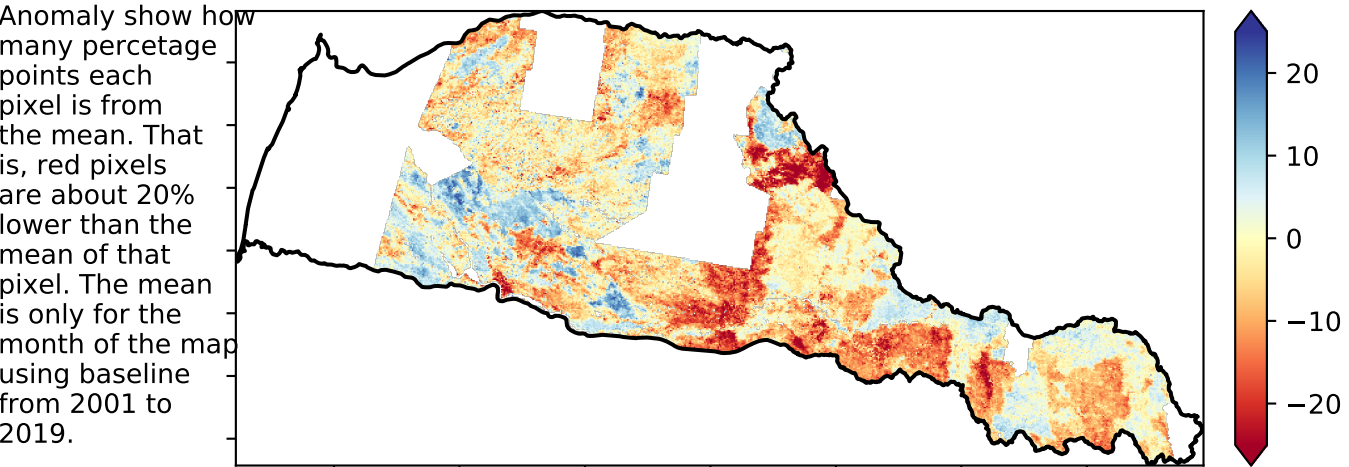 Anomaly show how
many percetage
points each
pixel is from
the mean. That
is, red pixels
are about 20%
lower than the
mean of that
pixel. The mean
is only for the
month of the map
using baseline
from 2001 to
2019.
20
10
0
−10
−20